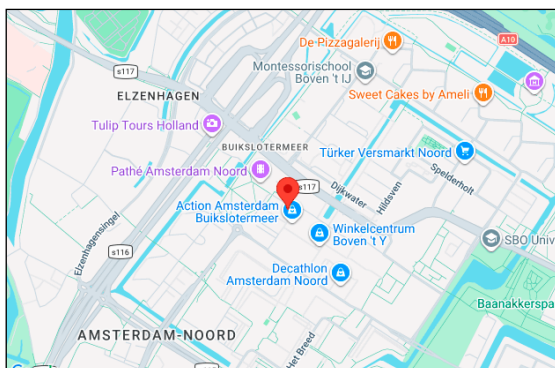 De Pizzagalerij
A10
s117
Montessorischool
Boven 't IJ
ELZENHAGEN
Sweet Cakes by Ameli
Tulip Tours Holland
BUIKSLOTERMEER
Türker Versmarkt Noord
Pathé Amsterdam Noord
Spelderholt
s117
Dijkwater
Hildsven
Action Amsterdam
Buikslotermeer
Elzenhagensingel
Winkelcentrum
Boven 't Y
SBO Univ
s116
Decathlon
Amsterdam Noord
Baanakkerspa
AMSTERDAM-NOORD
Het Breed